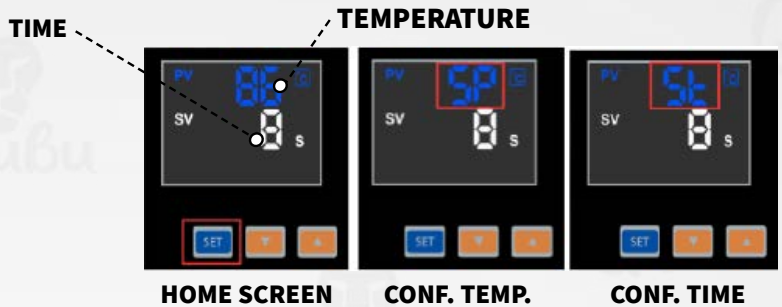 TIME
TEMPERATURE
PV 86 C
SV 8 S
SET
HOME SCREEN
PV SP C
SV 8 S
SET
CONF. TEMP.
PV St C
SV 8 S
SET
CONF. TIME